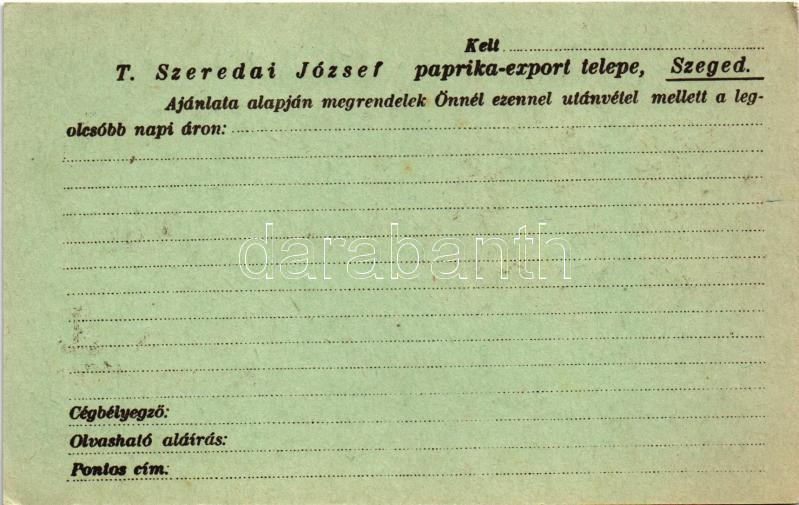 Kelt
T. Szeredai József paprika-export telepe, Szeged.
Ajánlata alapján megrendelek Önnél ezennel utánvétel mellett a leg-
olcsóbb napi áron:
darabanth
Cégbélyegző:
Olvasható aláírás:
Pontos cím: